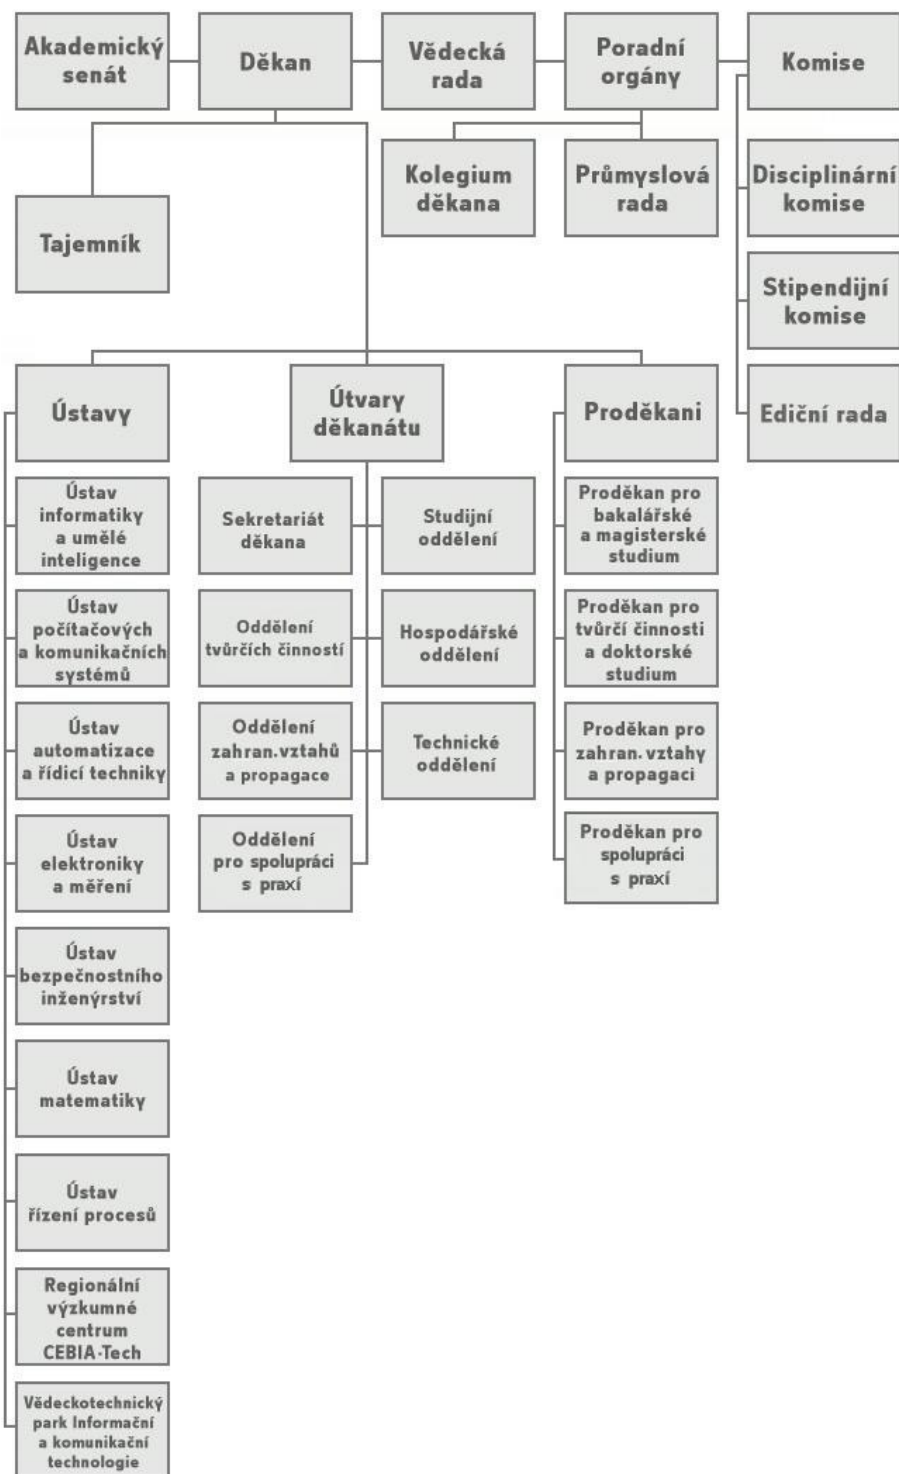 Akademický
senát
Děkan
Vědecká
rada
Poradní
orgány
Komise
Kolegium
děkana
Průmyslová
rada
Disciplinární
komise
Tajemník
Stipendijní
komise
Ediční rada
Ústavy
Útvary
děkanátu
Proděkani
Ústav
informatiky
a umělé
inteligence
Ústav
počítačových
a komunikačních
systémů
Ústav
automatizace
a řídicí techniky
Ústav
elektroniky
a měření
Ústav
bezpečnostního
inženýrství
Ústav
matematiky
Ústav
řízení procesů
Regionální
výzkumné
centrum
CEBIA-Tech
Vědeckotechnický
park Informační
a komunikační
technologie
Sekretariát
děkana
Studijní
oddělení
Oddělení
tvůrčích činností
Hospodářské
oddělení
Oddělení
zahran.vztahů
a propagace
Technické
oddělení
Oddělení
pro spolupráci
s praxí
Proděkan pro
bakalářské
a magisterské
studium
Proděkan pro
tvůrčí činnosti
a doktorské
studium
Proděkan pro
zahran. vztahy
a propagaci
Proděkan pro
spolupráci
s praxí